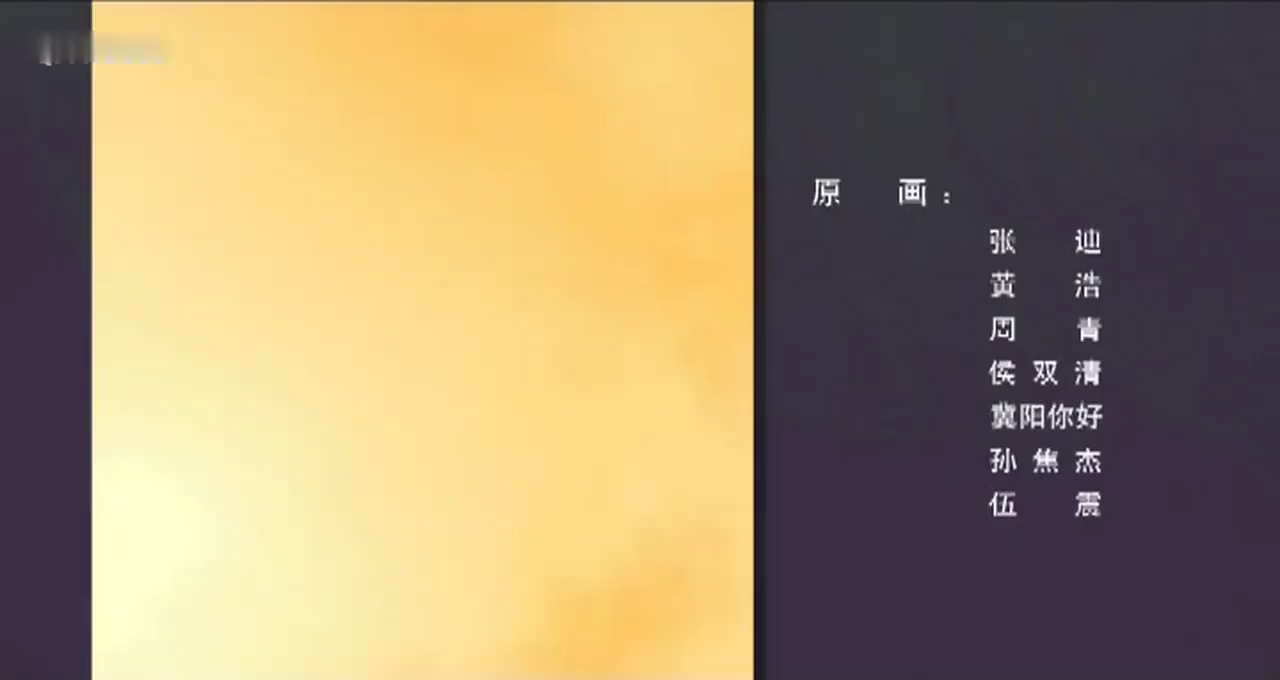 原 画：
张 迪
黄 浩
周 青
侯 双 清
冀阳你好
孙 焦 杰
伍 震